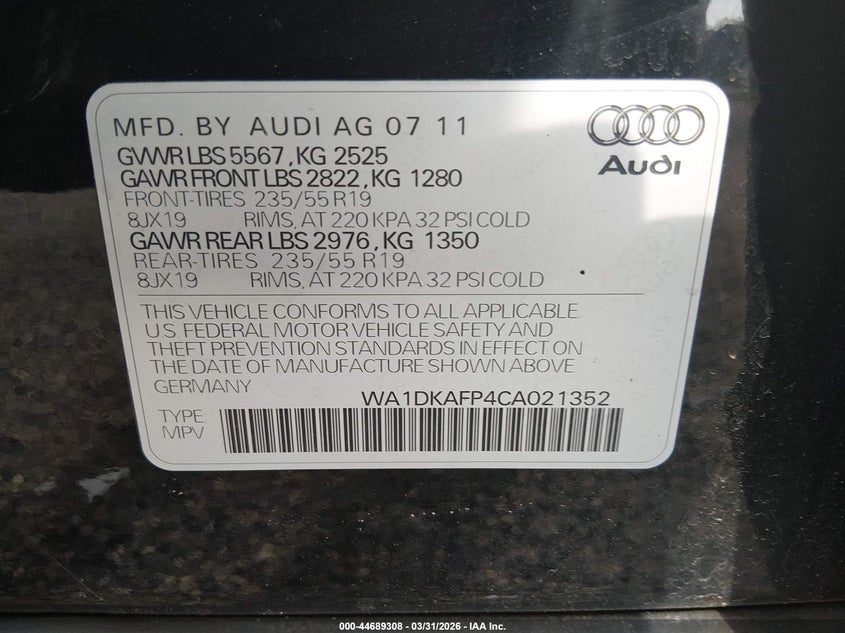 MFD. BY AUDI AG 07 11
GVWR LBS 5567, KG 2525
GAWR FRONT LBS 2822, KG 1280
FRONT-TIRES 235/55 R19
8JX19 RIMS, AT 220 KPA 32 PSI COLD
GAWR REAR LBS 2976, KG 1350
REAR-TIRES 235/55 R19
8JX19 RIMS, AT 220 KPA 32 PSI COLD
Audi
THIS VEHICLE CONFORMS TO ALL APPLICABLE
U.S. FEDERAL MOTOR VEHICLE SAFETY AND
THEFT PREVENTION STANDARDS IN EFFECT ON
THE DATE OF MANUFACTURE SHOWN ABOVE.
GERMANY
WA1DKAFP4CA021352
TYPE
MPV
000-44689308 - 03/31/2026 - IAA Inc.